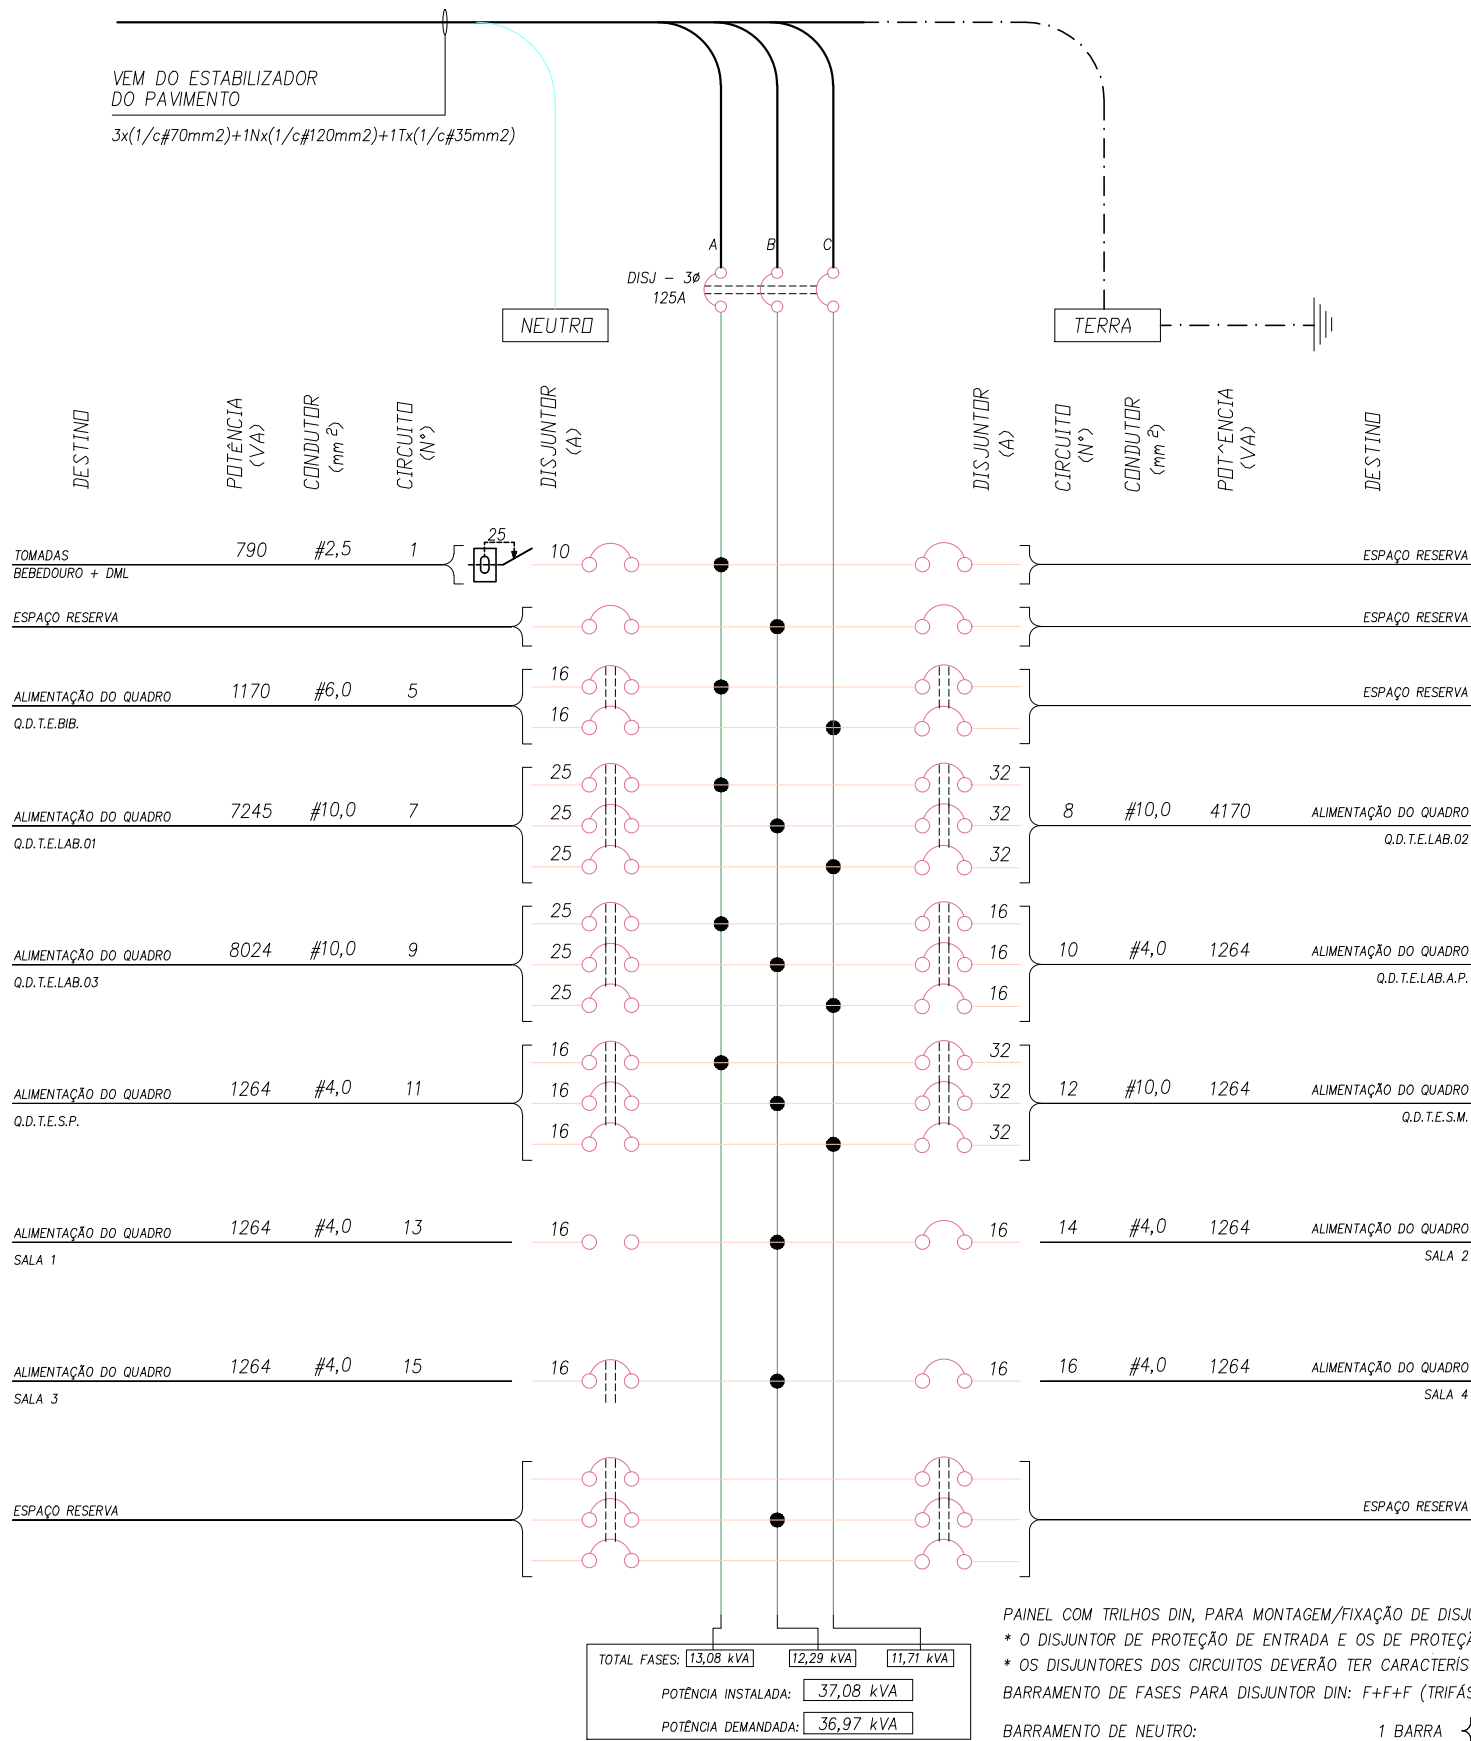 VEM DO ESTABILIZADOR
DO PAVIMENTO
3x(1/c#70mm2)+1Nx(1/c#120mm2)+1Tx(1/c#35mm2)
A B C
DISJ - 3ø
125A
NEUTRO
TERRA
DESTINO
POTÊNCIA
(VA)
CONDUTOR
(mm²)
CIRCUITO
(N°)
DISJUNTOR
(A)
DISJUNTOR
(A)
CIRCUITO
(N°)
CONDUTOR
(mm²)
POT^ENCIA
(VA)
DESTINO
TOMADAS 790 #2,5 1 25 10 ESPAÇO RESERVA
BEBEDOURO + DML
ESPAÇO RESERVA ESPAÇO RESERVA
16
ALIMENTAÇÃO DO QUADRO 1170 #6,0 5 ESPAÇO RESERVA
16
Q.D.T.E.BIB.
25 32
ALIMENTAÇÃO DO QUADRO 7245 #10,0 7 25 32 8 #10,0 4170 ALIMENTAÇÃO DO QUADRO
Q.D.T.E.LAB.01 Q.D.T.E.LAB.02
25 32
25 16
ALIMENTAÇÃO DO QUADRO 8024 #10,0 9 25 16 10 #4,0 1264 ALIMENTAÇÃO DO QUADRO
Q.D.T.E.LAB.03 Q.D.T.E.LAB.A.P.
25 16
16 32
ALIMENTAÇÃO DO QUADRO 1264 #4,0 11 16 32 12 #10,0 1264 ALIMENTAÇÃO DO QUADRO
Q.D.T.E.S.P. Q.D.T.E.S.M.
16 32
ALIMENTAÇÃO DO QUADRO 1264 #4,0 13 16 16 14 #4,0 1264 ALIMENTAÇÃO DO QUADRO
SALA 1 SALA 2
ALIMENTAÇÃO DO QUADRO 1264 #4,0 15 16 16 16 #4,0 1264 ALIMENTAÇÃO DO QUADRO
SALA 3 SALA 4
ESPAÇO RESERVA ESPAÇO RESERVA
TOTAL FASES: 13,08 kVA 12,29 kVA 11,71 kVA
POTÊNCIA INSTALADA: 37,08 kVA
POTÊNCIA DEMANDADA: 36,97 kVA
PAINEL COM TRILHOS DIN, PARA MONTAGEM/FIXAÇÃO DE DISJU
* O DISJUNTOR DE PROTEÇÃO DE ENTRADA E OS DE PROTEÇÃ
* OS DISJUNTORES DOS CIRCUITOS DEVERÃO TER CARACTERÍS
BARRAMENTO DE FASES PARA DISJUNTOR DIN: F+F+F (TRIFÁS
BARRAMENTO DE NEUTRO: 1 BARRA